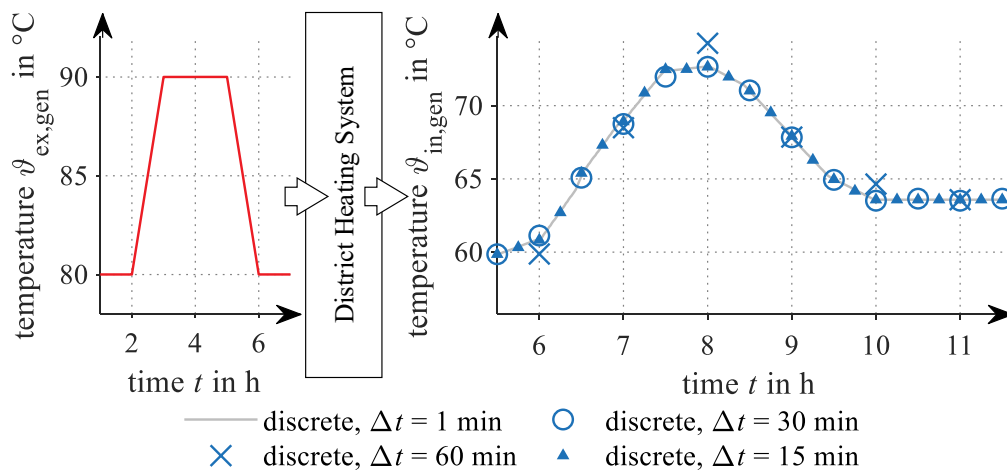 temperature ϑex,gen in °C
90
85
80
2 4 6
time t in h
District Heating System
temperature ϑin,gen in °C
70
65
60
6 7 8 9 10 11
time t in h
discrete, Δt = 1 min
discrete, Δt = 30 min
discrete, Δt = 60 min
discrete, Δt = 15 min